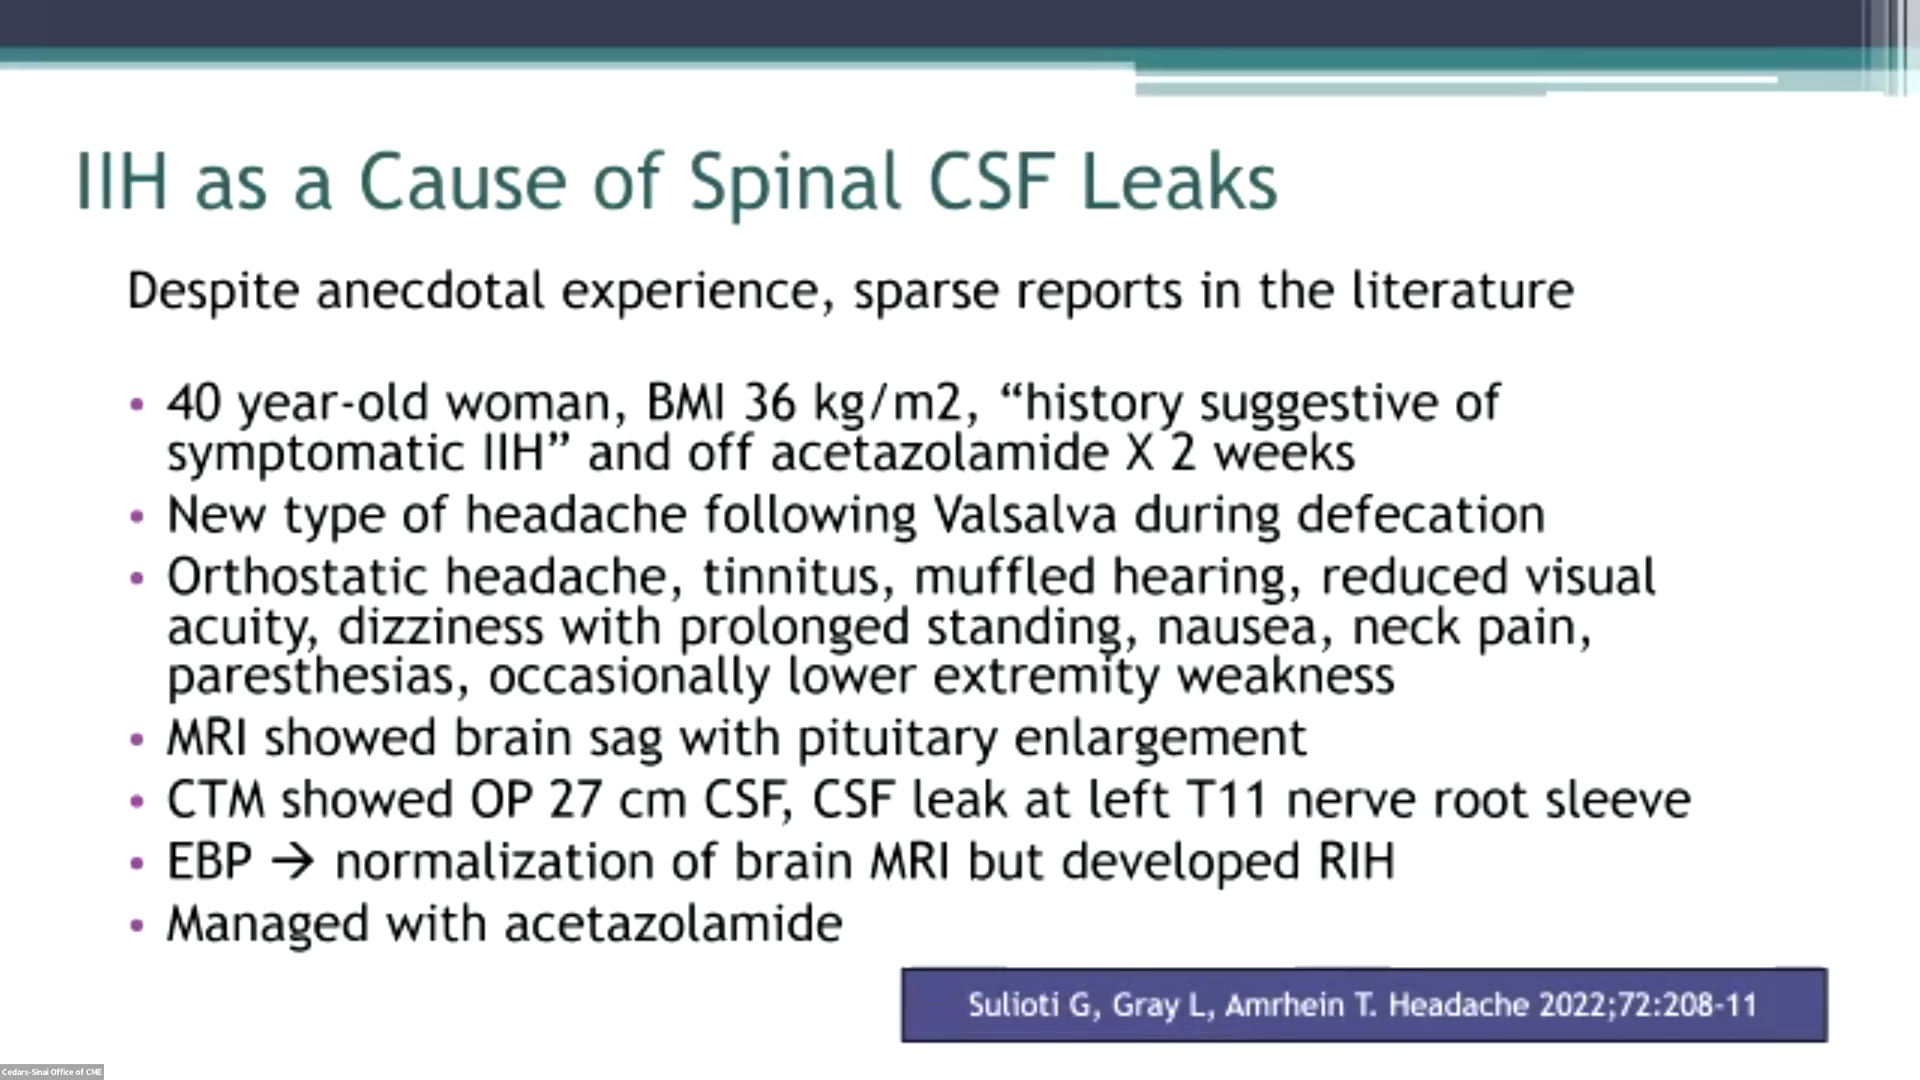 IIH as a Cause of Spinal CSF Leaks
Despite anecdotal experience, sparse reports in the literature
• 40 year-old woman, BMI 36 kg/m2, “history suggestive of
symptomatic IIH” and off acetazolamide X 2 weeks
• New type of headache following Valsalva during defecation
• Orthostatic headache, tinnitus, muffled hearing, reduced visual
acuity, dizziness with prolonged standing, nausea, neck pain,
paresthesias, occasionally lower extremity weakness
• MRI showed brain sag with pituitary enlargement
• CTM showed OP 27 cm CSF, CSF leak at left T11 nerve root sleeve
• EBP → normalization of brain MRI but developed RIH
• Managed with acetazolamide
Sulioti G, Gray L, Amrhein T. Headache 2022;72:208-11
Cedars-Sinai Office of CME